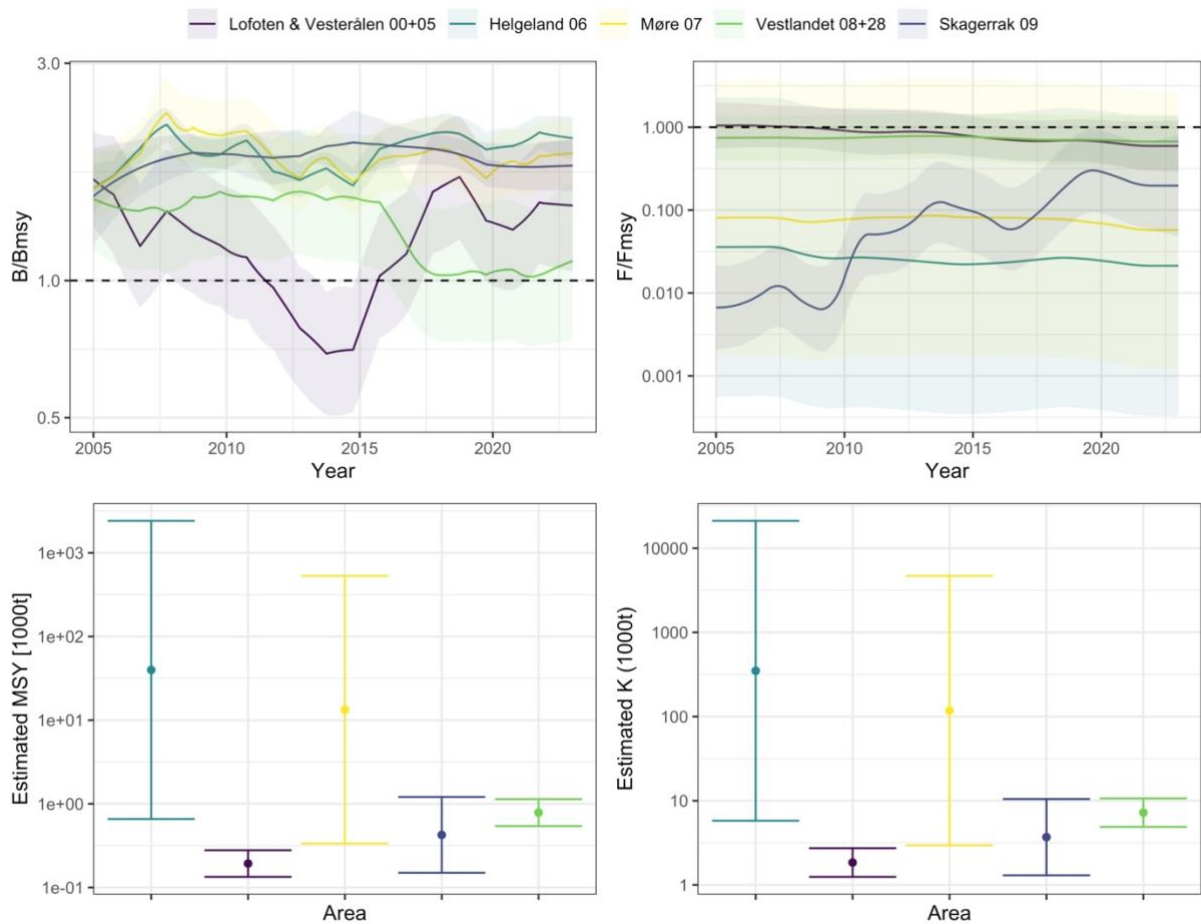 Lofoten & Vesterålen 00+05 Helgeland 06 Møre 07 Vestlandet 08+28 Skagerrak 09
B/Bmsy
3.0
1.0
0.5
2005 2010 2015 2020
Year
F/Fmsy
1.000
0.100
0.010
0.001
2005 2010 2015 2020
Year
Estimated MSY [1000t]
1e+03
1e+02
1e+01
1e+00
1e-01
Area
Estimated K (1000t)
10000
1000
100
10
1
Area